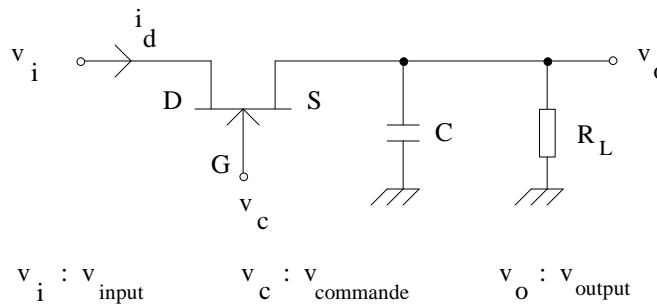 i_d
v_i
v_o
D
S
C
R_L
G
v_c
v_i : v_input
v_c : v_commande
v_o : v_output